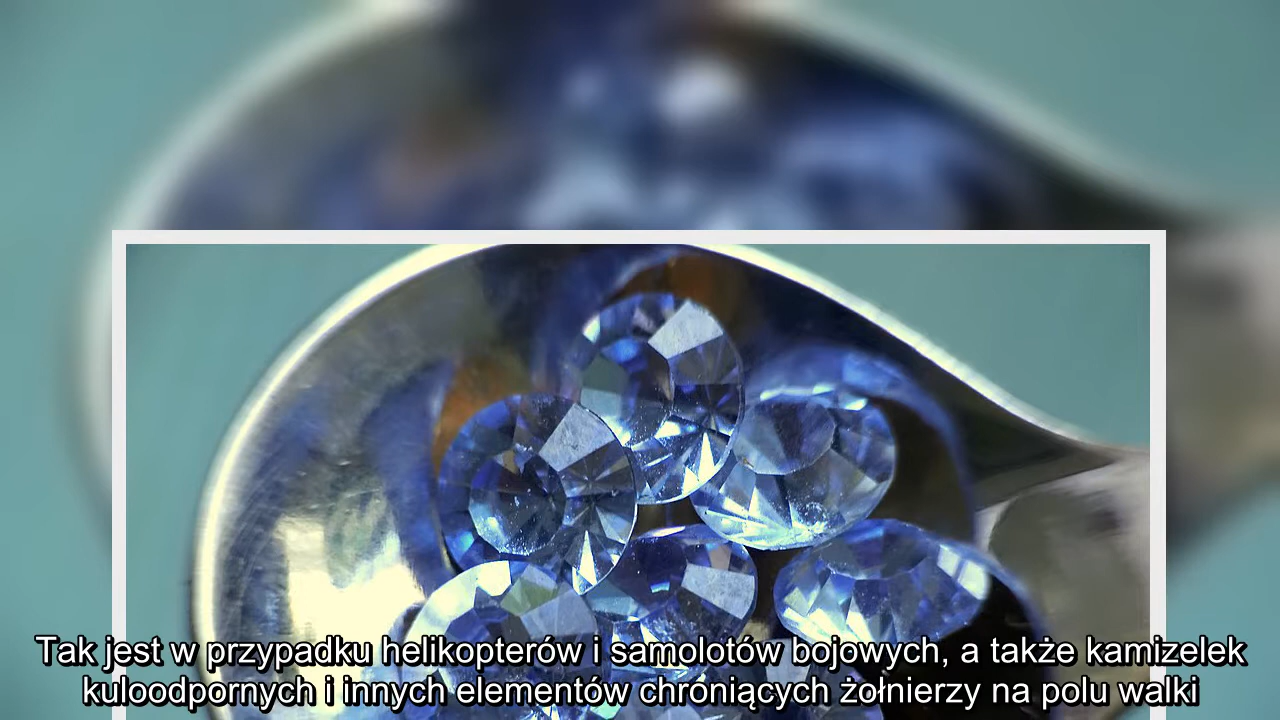 Tak jest w przypadku helikopterów i samolotów bojowych, a także kamizelek
kuloodpornych i innych elementów chroniących żołnierzy na polu walki